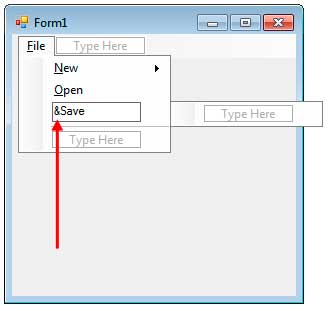 Form1
File Type Here
New
Open
&Save
Type Here
Type Here